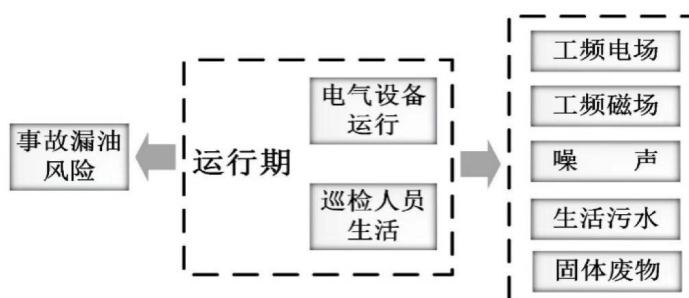 事故漏油
风险
运行期
电气设备
运行
巡检人员
生活
工频电场
工频磁场
噪　　声
生活污水
固体废物